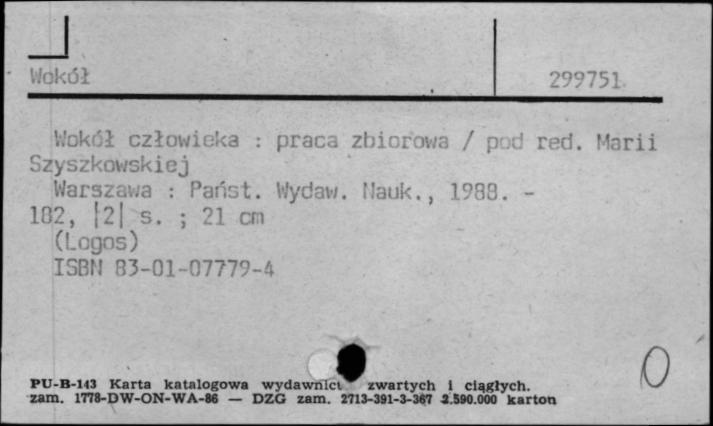 Wokół 299751
Wokół człowieka : praca zbiorowa / pod red. Marii
Szyszkowskiej
Warszawa : Państ. Wydaw. Nauk., 1988. -
182, |2| s. ; 21 cm
(Logos)
ISBN 83-01-07779-4
O
PU-B-143 Karta katalogowa wydawnict zwartych i ciągłych.
zam. 1778-DW-ON-WA-86 — DZG zam. 2713-391-3-367 2.590.000 karton